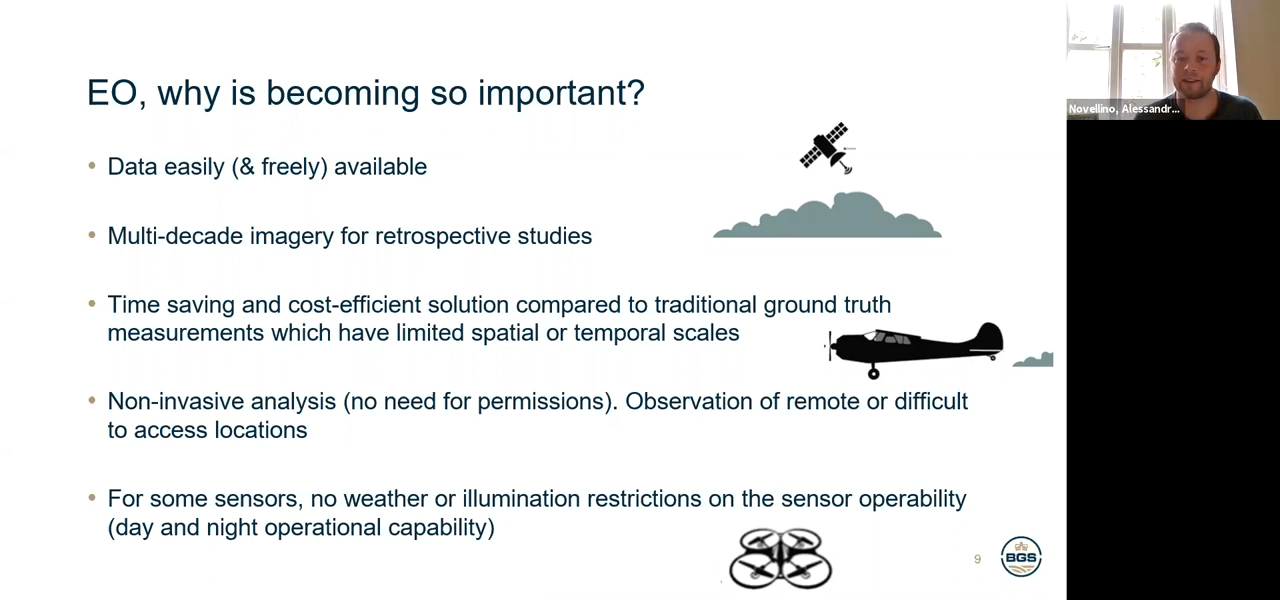 EO, why is becoming so important?
• Data easily (& freely) available
• Multi-decade imagery for retrospective studies
• Time saving and cost-efficient solution compared to traditional ground truth
measurements which have limited spatial or temporal scales
• Non-invasive analysis (no need for permissions). Observation of remote or difficult
to access locations
• For some sensors, no weather or illumination restrictions on the sensor operability
(day and night operational capability)
9
BGS
Novellino, Alessandr...